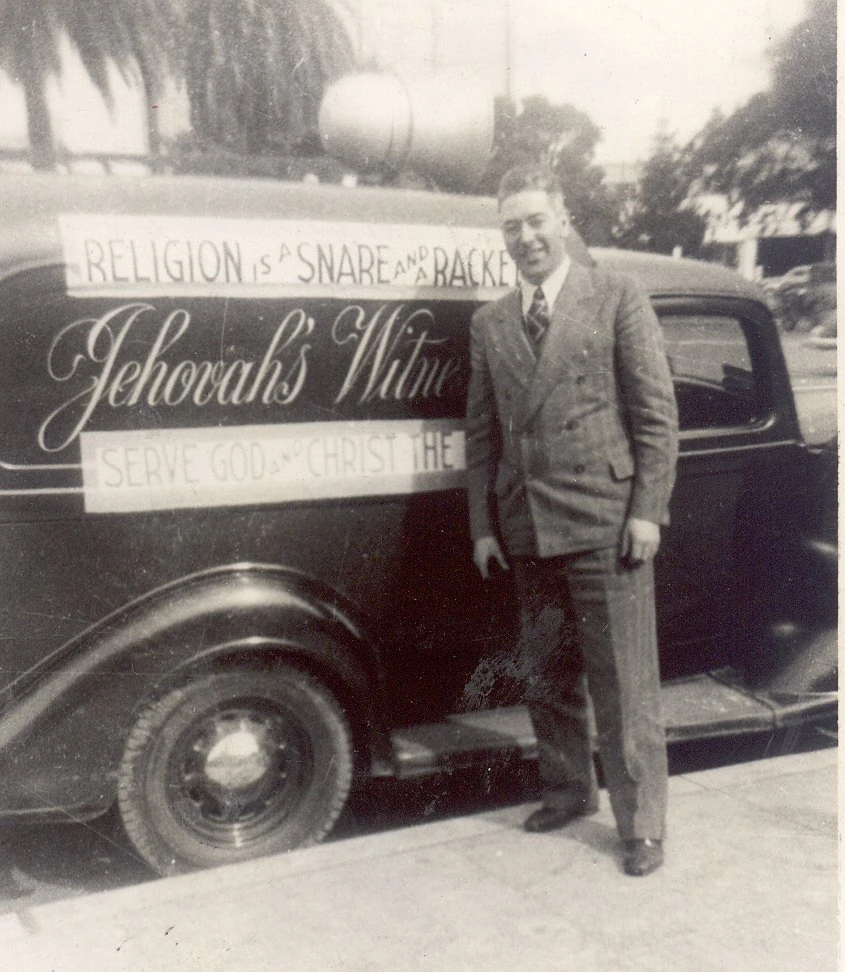 RELIGION IS A SNARE AND A RACKE
Jehovah's Witne
SERVE GOD AND CHRIST THE